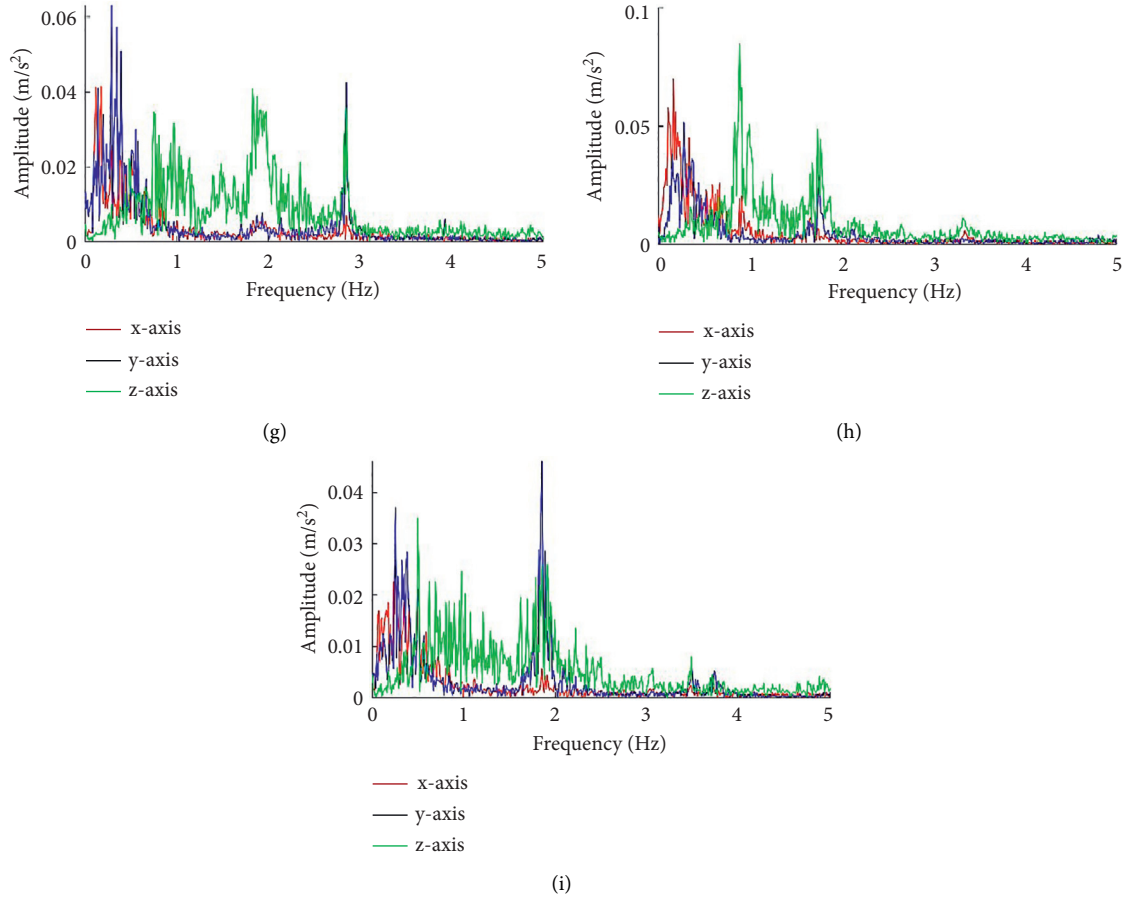 0.06
0.04
0.02
0
Amplitude (m/s²)
0 1 2 3 4 5
Frequency (Hz)
x-axis
y-axis
z-axis
(g)
0.1
0.05
0
Amplitude (m/s²)
0 1 2 3 4 5
Frequency (Hz)
x-axis
y-axis
z-axis
(h)
0.04
0.03
0.02
0.01
0
Amplitude (m/s²)
0 1 2 3 4 5
Frequency (Hz)
x-axis
y-axis
z-axis
(i)